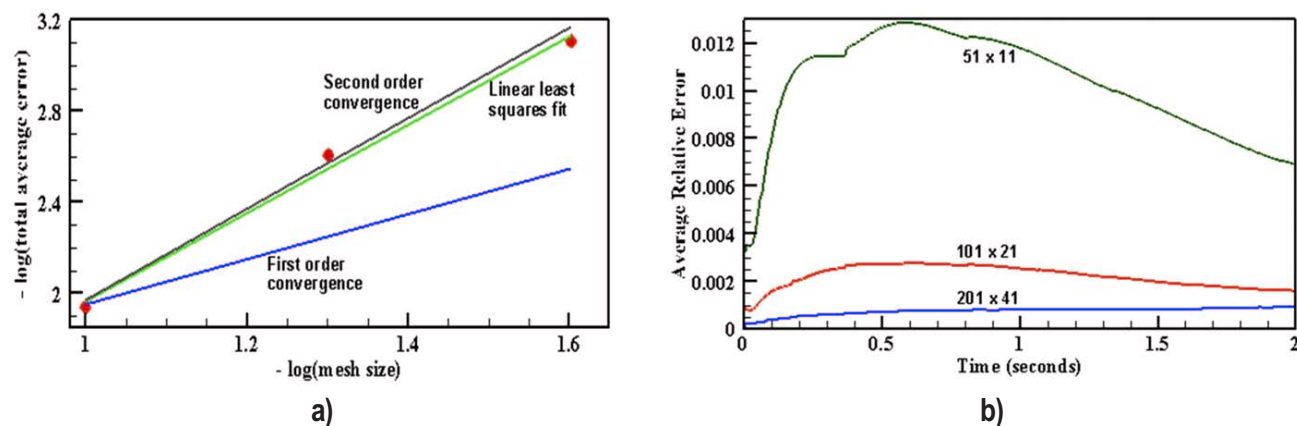 3.2
2.8
2.4
2
- log(total average error)
Second order
convergence
Linear least
squares fit
First order
convergence
1
1.2
1.4
1.6
- log(mesh size)
a)
0.012
0.01
0.008
0.006
0.004
0.002
0
Average Relative Error
51 x 11
101 x 21
201 x 41
0
0.5
1
1.5
2
Time (seconds)
b)